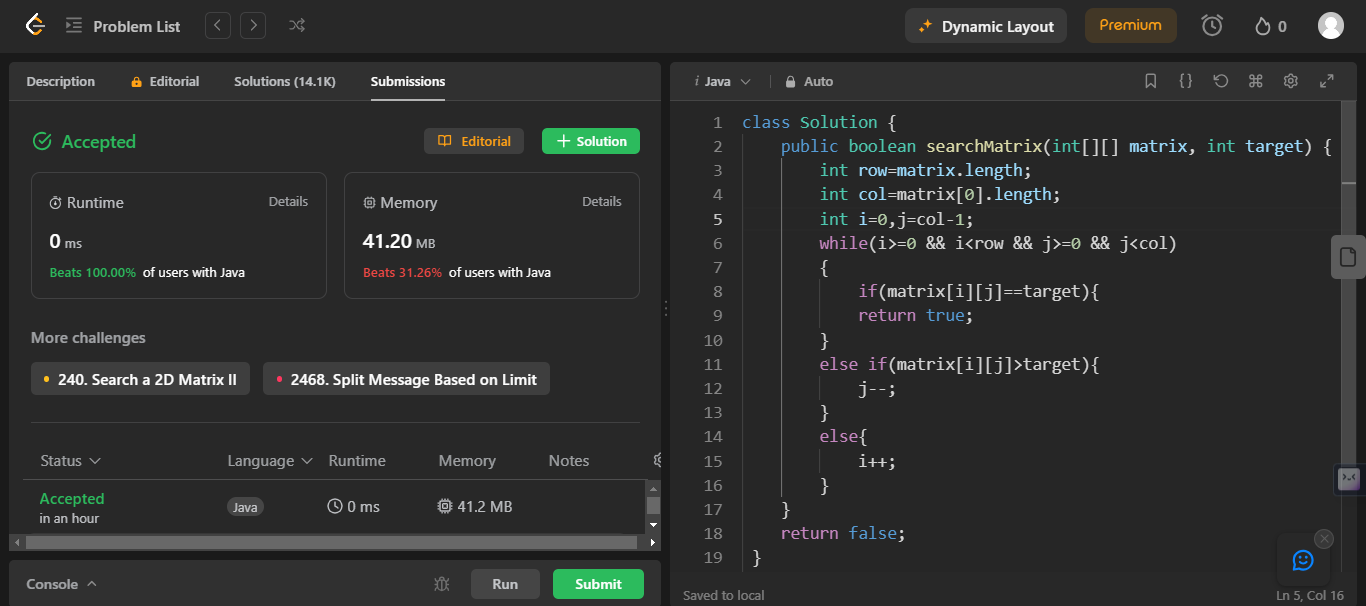 Problem List
Dynamic Layout
Premium
0
Description
Editorial
Solutions (14.1K)
Submissions
Accepted
Editorial
Solution
Runtime
Details
0 ms
Beats 100.00% of users with Java
Memory
Details
41.20 MB
Beats 31.26% of users with Java
More challenges
240. Search a 2D Matrix II
2468. Split Message Based on Limit
Status
Language
Runtime
Memory
Notes
Accepted
in an hour
Java
0 ms
41.2 MB
Console
Run
Submit
i Java
Auto
1 class Solution {
2 public boolean searchMatrix(int[][] matrix, int target) {
3 int row=matrix.length;
4 int col=matrix[0].length;
5 int i=0,j=col-1;
6 while(i>=0 && i<row && j>=0 && j<col)
7 {
8 if(matrix[i][j]==target){
9 return true;
10 }
11 else if(matrix[i][j]>target){
12 j--;
13 }
14 else{
15 i++;
16 }
17 }
18 return false;
19 }
Saved to local
Ln 5, Col 16